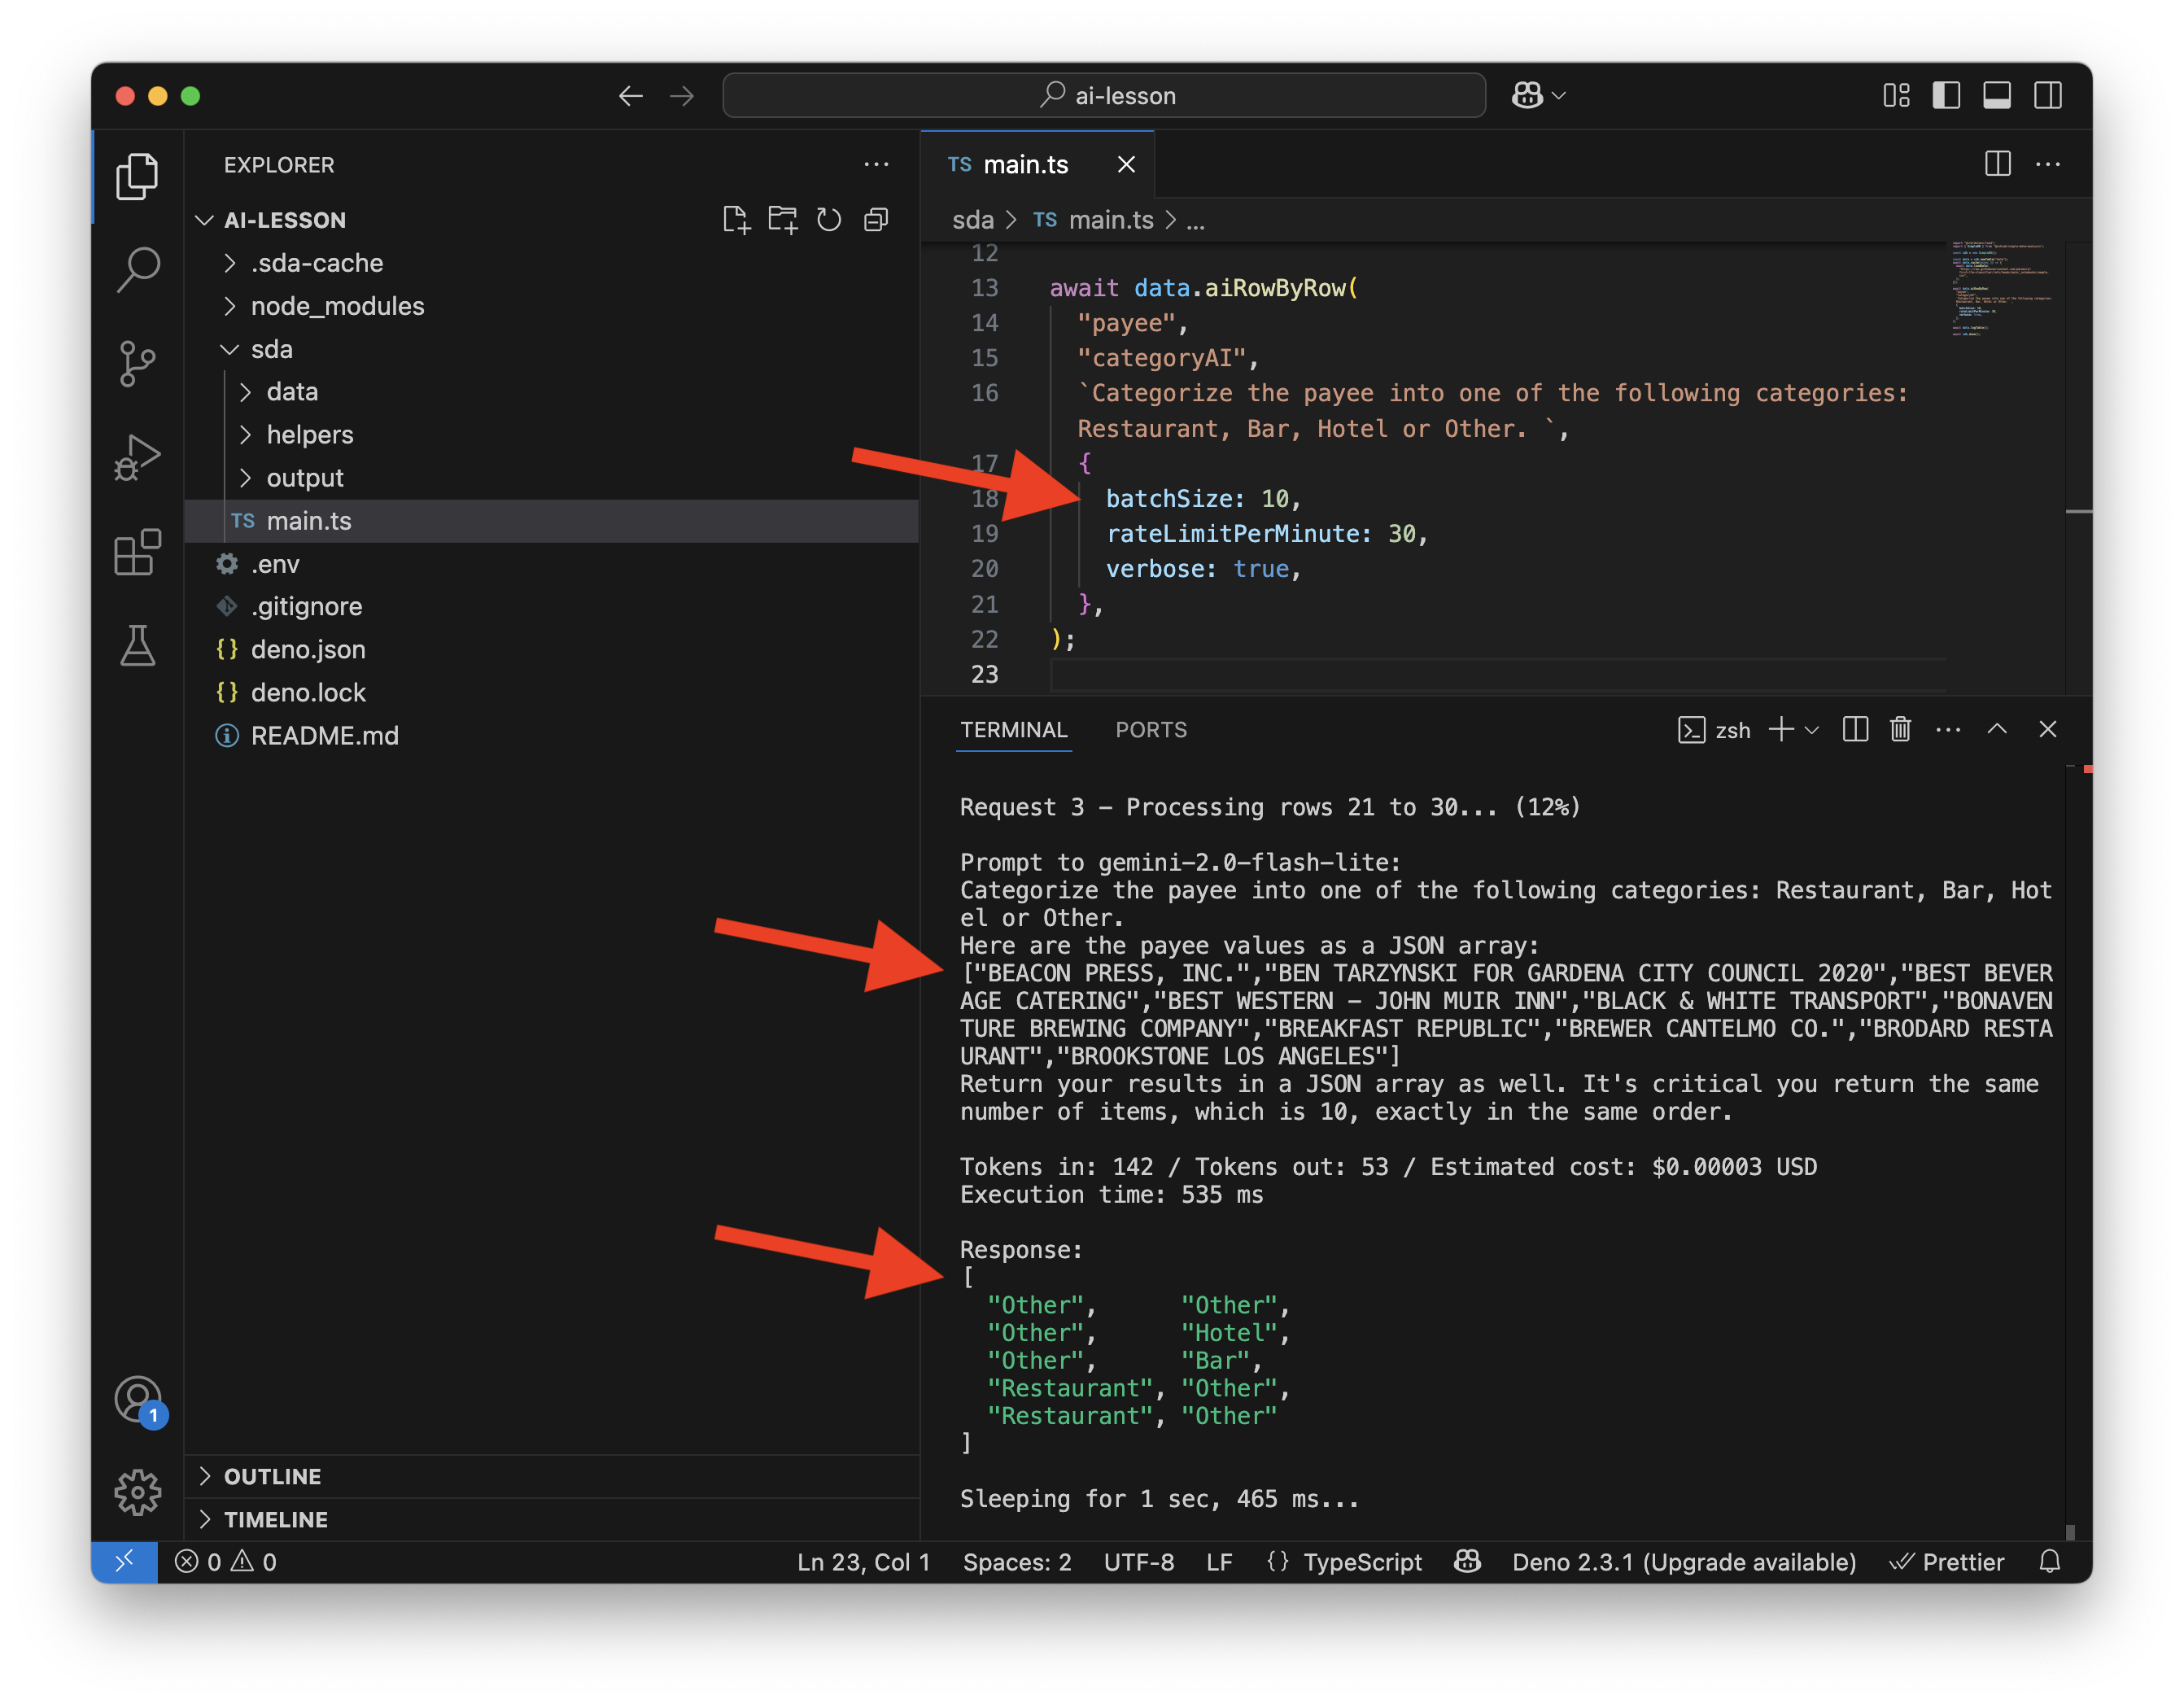 ai-lesson
EXPLORER
AI-LESSON
.sda-cache
node_modules
sda
data
helpers
output
TS main.ts
.env
.gitignore
{} deno.json
{} deno.lock
README.md
OUTLINE
TIMELINE
1
TS main.ts
sda > TS main.ts > ...
12
13 await data.aiRowByRow(
14 "payee",
15 "categoryAI",
16 `Categorize the payee into one of the following categories:
Restaurant, Bar, Hotel or Other. `,
17 {
18 batchSize: 10,
19 rateLimitPerMinute: 30,
20 verbose: true,
21 },
22 );
23
TERMINAL PORTS zsh
Request 3 – Processing rows 21 to 30... (12%)
Prompt to gemini-2.0-flash-lite:
Categorize the payee into one of the following categories: Restaurant, Bar, Hot
el or Other.
Here are the payee values as a JSON array:
["BEACON PRESS, INC.","BEN TARZYNSKI FOR GARDENA CITY COUNCIL 2020","BEST BEVER
AGE CATERING","BEST WESTERN – JOHN MUIR INN","BLACK & WHITE TRANSPORT","BONAVEN
TURE BREWING COMPANY","BREAKFAST REPUBLIC","BREWER CANTELMO CO.","BRODARD RESTA
URANT","BROOKSTONE LOS ANGELES"]
Return your results in a JSON array as well. It's critical you return the same
number of items, which is 10, exactly in the same order.
Tokens in: 142 / Tokens out: 53 / Estimated cost: $0.00003 USD
Execution time: 535 ms
Response:
[
"Other", "Other",
"Other", "Hotel",
"Other", "Bar",
"Restaurant", "Other",
"Restaurant", "Other"
]
Sleeping for 1 sec, 465 ms...
0 0 Ln 23, Col 1 Spaces: 2 UTF-8 LF {} TypeScript Deno 2.3.1 (Upgrade available) Prettier